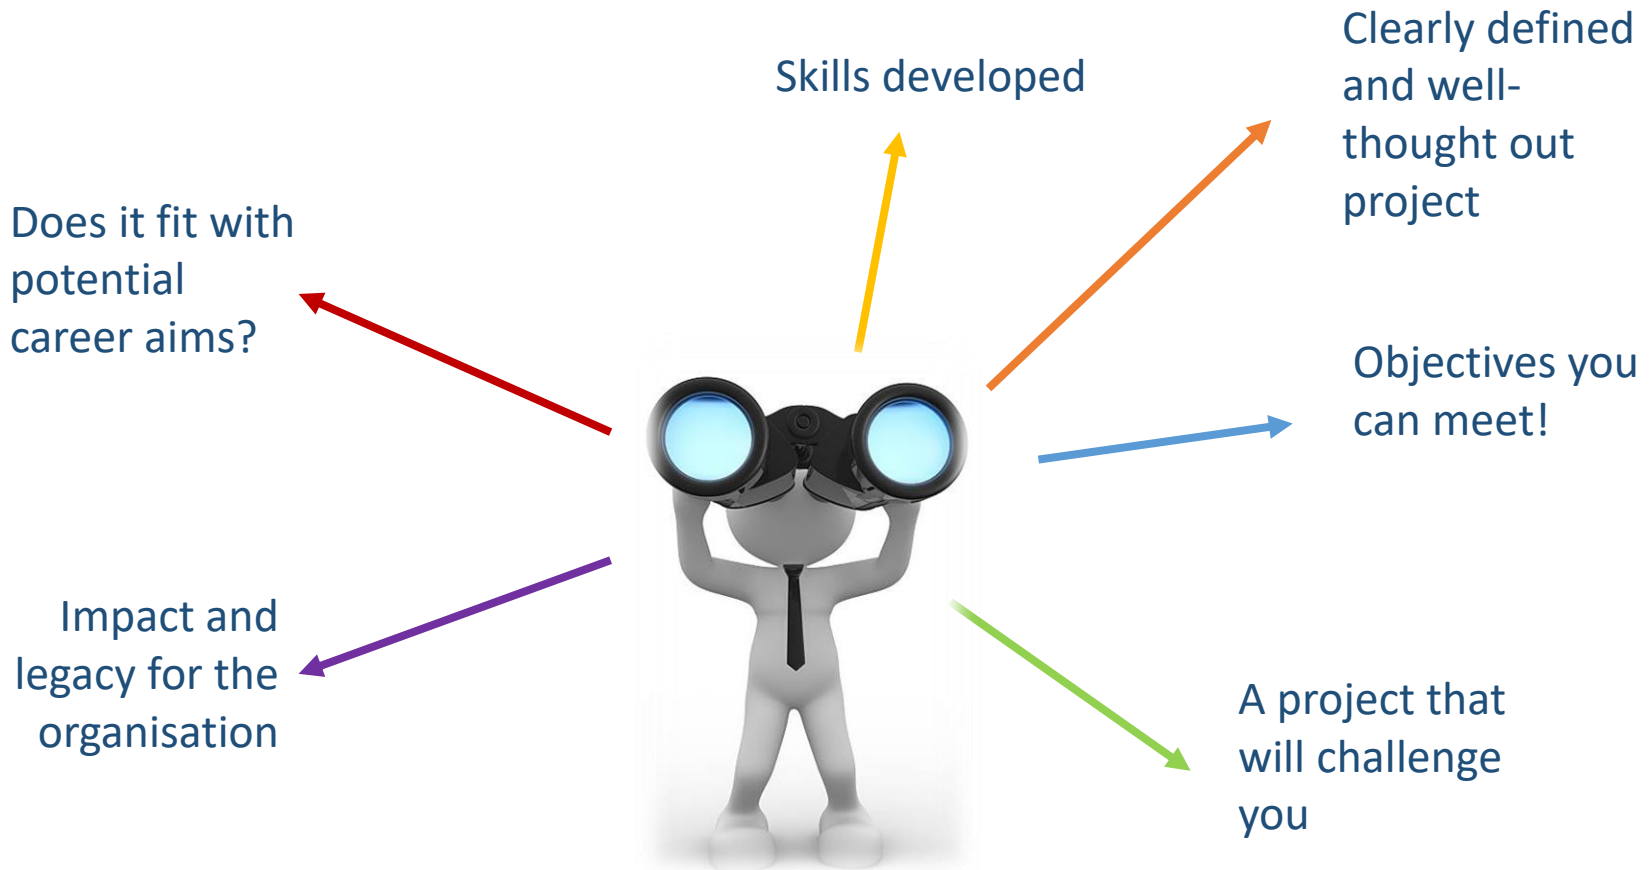 Skills developed
Clearly defined
and well-
thought out
project
Does it fit with
potential
career aims?
Objectives you
can meet!
Impact and
legacy for the
organisation
A project that
will challenge
you